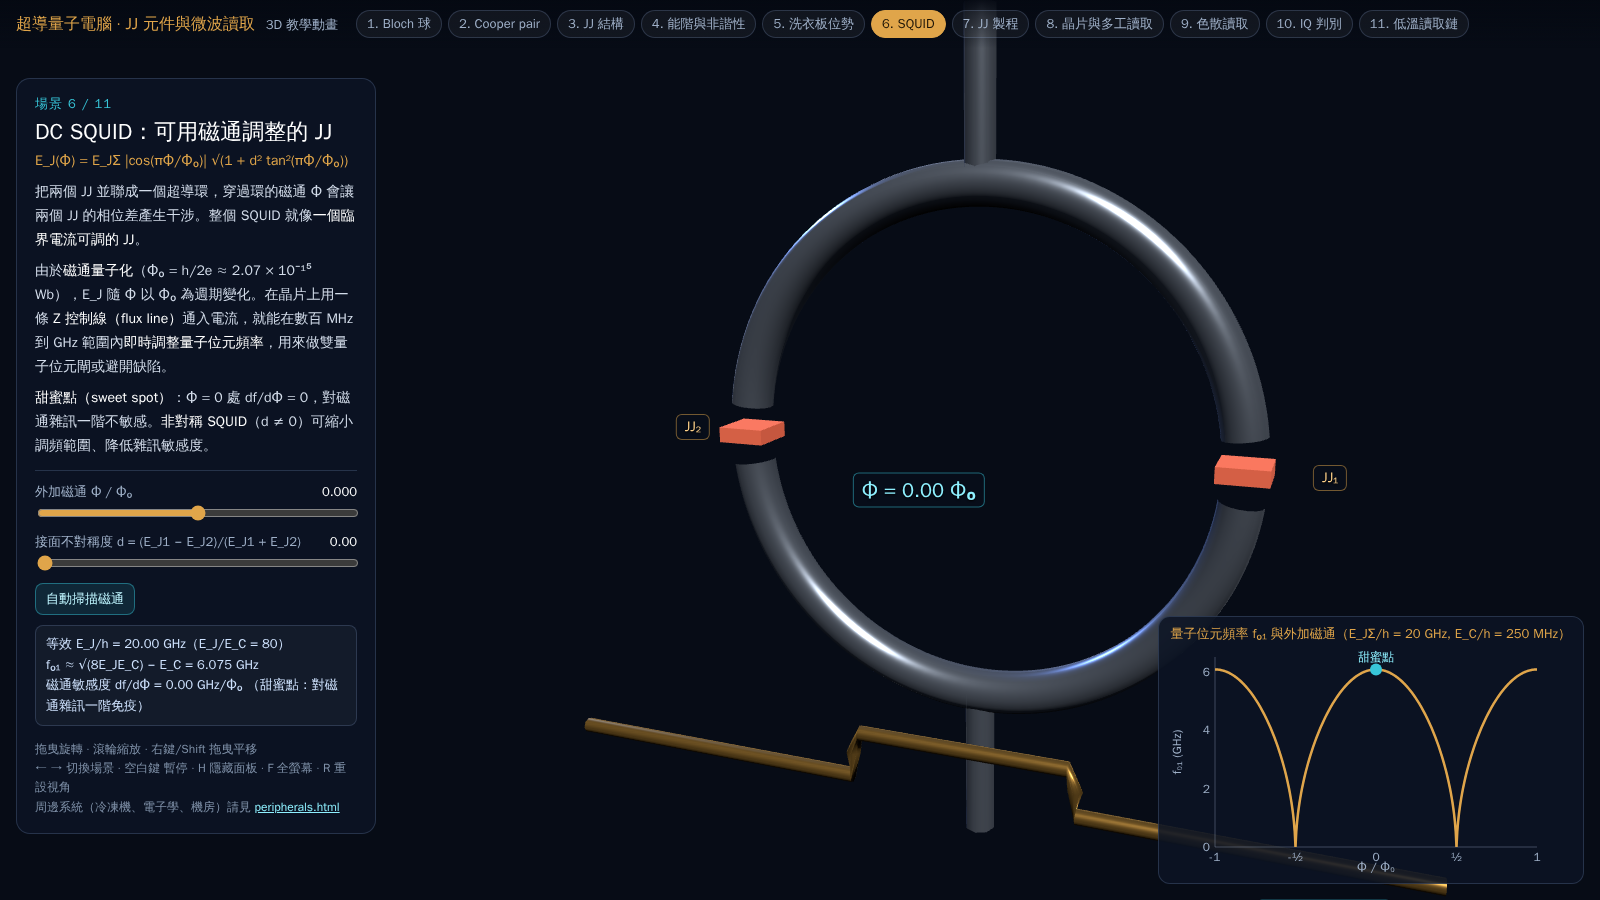 超導量子電腦 · JJ 元件與微波讀取 3D 教學動畫 1. Bloch 球 2. Cooper pair 3. JJ 結構 4. 能階與非諧性 5. 洗衣板位勢 6. SQUID 7. JJ 製程 8. 晶片與多工讀取 9. 色散讀取 10. IQ 判別 11. 低溫讀取鏈
場景 6 / 11
DC SQUID：可用磁通調整的 JJ
E_J(Φ) = E_JΣ |cos(πΦ/Φ₀)| √(1 + d² tan²(πΦ/Φ₀))
把兩個 JJ 並聯成一個超導環，穿過環的磁通 Φ 會讓
兩個 JJ 的相位差產生干涉。整個 SQUID 就像一個臨
界電流可調的 JJ。
由於磁通量子化（Φ₀ = h/2e ≈ 2.07 × 10⁻¹⁵
Wb），E_J 隨 Φ 以 Φ₀ 為週期變化。在晶片上用一
條 Z 控制線（flux line）通入電流，就能在數百 MHz
到 GHz 範圍內即時調整量子位元頻率，用來做雙量
子位元閘或避開缺陷。
甜蜜點（sweet spot）：Φ = 0 處 df/dΦ = 0，對磁
通雜訊一階不敏感。非對稱 SQUID（d ≠ 0）可縮小
調頻範圍、降低雜訊敏感度。
外加磁通 Φ / Φ₀ 0.000
接面不對稱度 d = (E_J1 − E_J2)/(E_J1 + E_J2) 0.00
自動掃描磁通
等效 E_J/h = 20.00 GHz（E_J/E_C = 80）
f₀₁ ≈ √(8E_JE_C) − E_C = 6.075 GHz
磁通敏感度 df/dΦ = 0.00 GHz/Φ₀ （甜蜜點：對磁
通雜訊一階免疫）
拖曳旋轉 · 滾輪縮放 · 右鍵/Shift 拖曳平移
← → 切換場景 · 空白鍵 暫停 · H 隱藏面板 · F 全螢幕 · R 重
設視角
周邊系統（冷凍機、電子學、機房）請見 peripherals.html
JJ₂
Φ = 0.00 Φ₀
JJ₁
量子位元頻率 f₀₁ 與外加磁通（E_JΣ/h = 20 GHz, E_C/h = 250 MHz）
甜蜜點
6
4
2
0
f₀₁ (GHz)
-1 -½ 0 ½ 1
Φ / Φ₀